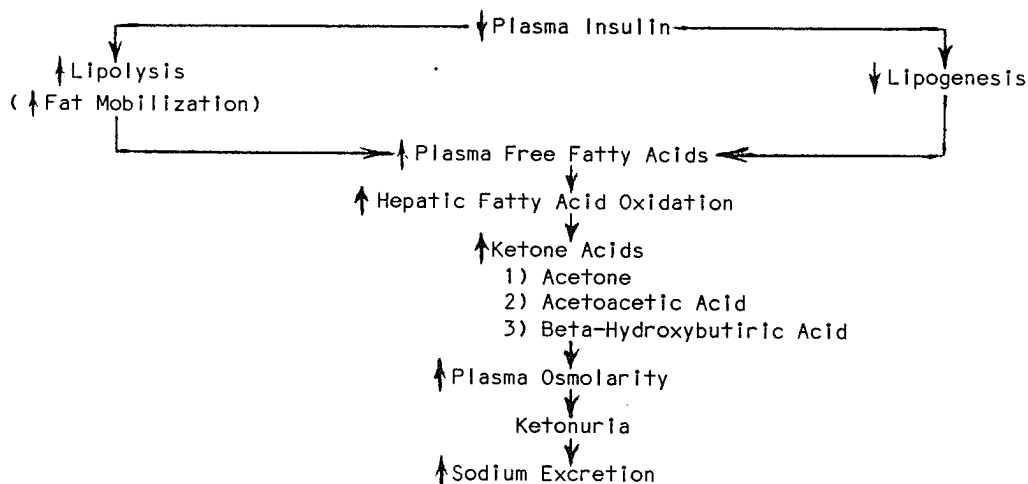 ↓Plasma Insulin
↑Lipolysis
(↑Fat Mobilization)
↓Lipogenesis
↑Plasma Free Fatty Acids
↑Hepatic Fatty Acid Oxidation
↑Ketone Acids
1) Acetone
2) Acetoacetic Acid
3) Beta-Hydroxybutiric Acid
↑Plasma Osmolarity
Ketonuria
↑Sodium Excretion